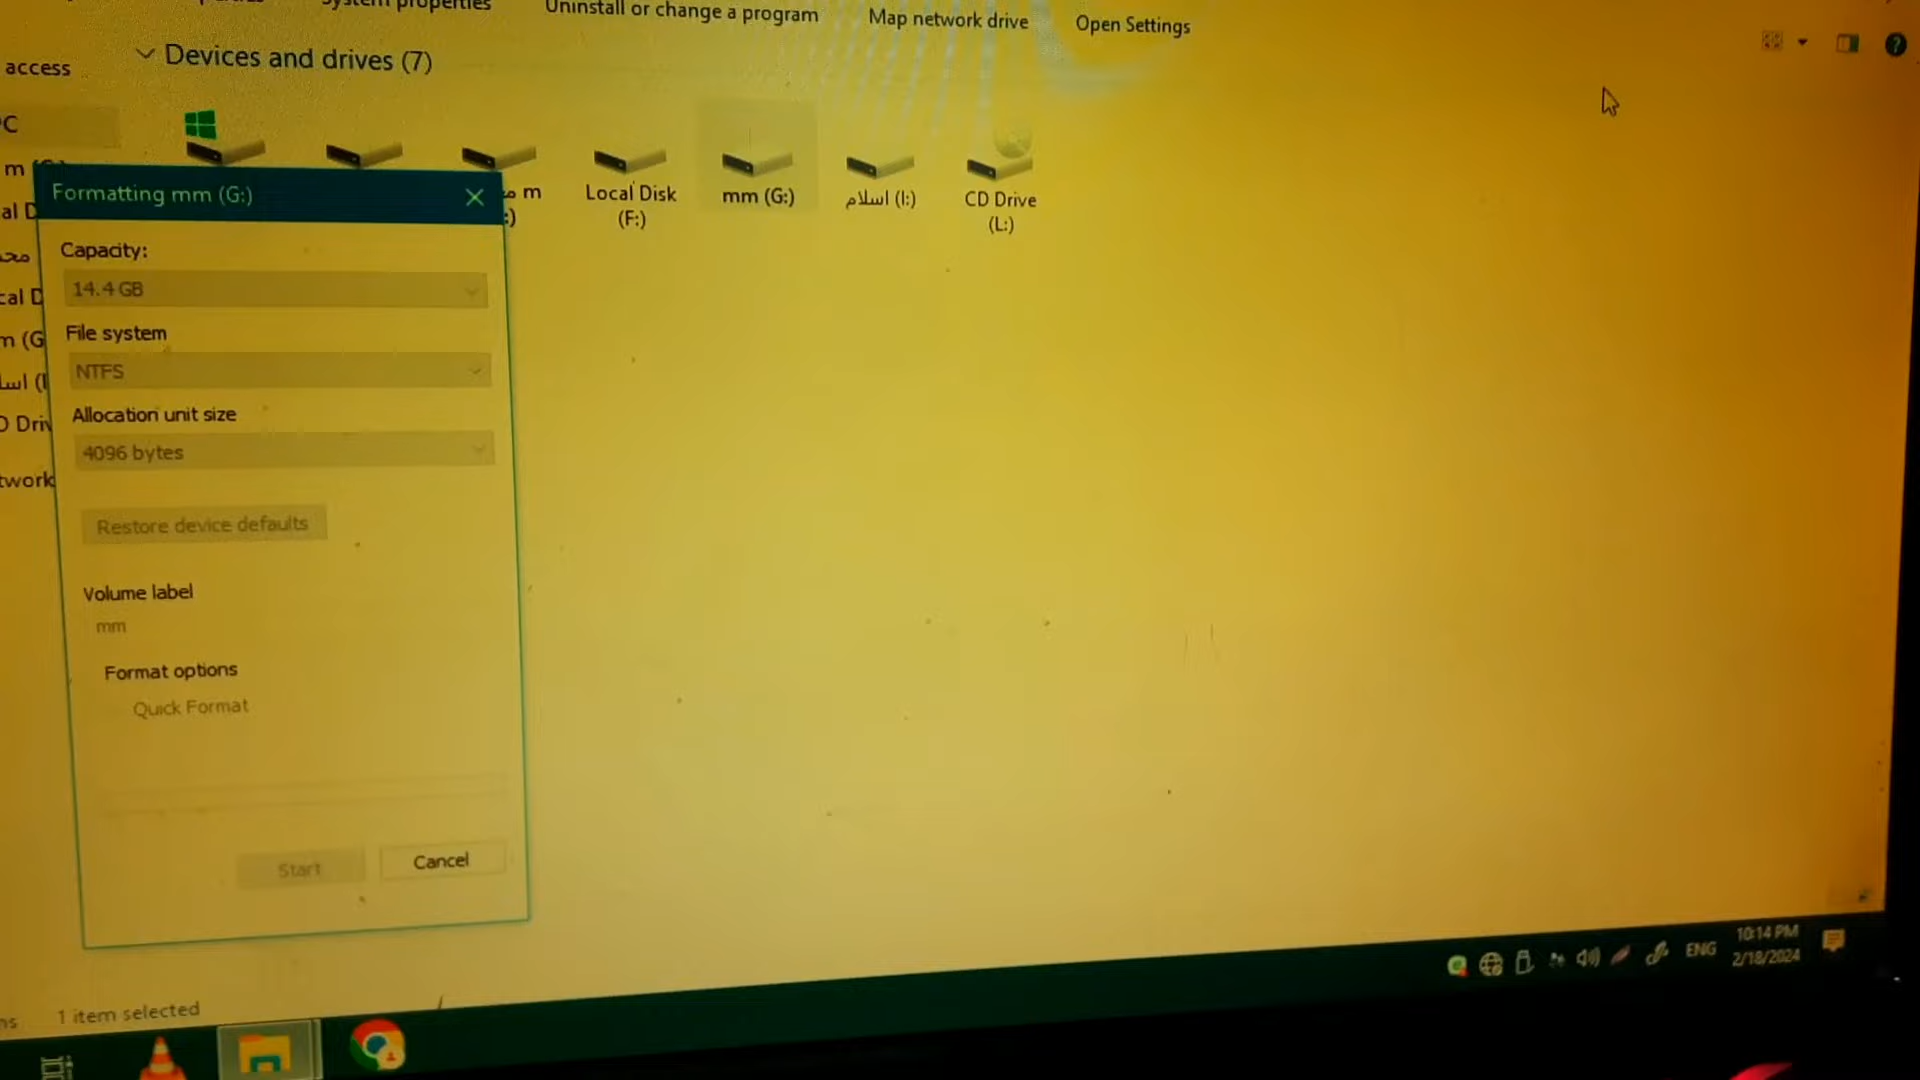 System properties
Uninstall or change a program
Map network drive
Open Settings
access
Devices and drives (7)
Local Disk
(F:)
mm (G:)
اسلام (I:)
CD Drive
(L:)
Formatting mm (G:)
Capacity:
14.4 GB
File system
NTFS
Allocation unit size
4096 bytes
Restore device defaults
Volume label
mm
Format options
Quick Format
Start
Cancel
1 item selected
ENG
10:14 PM
2/18/2024